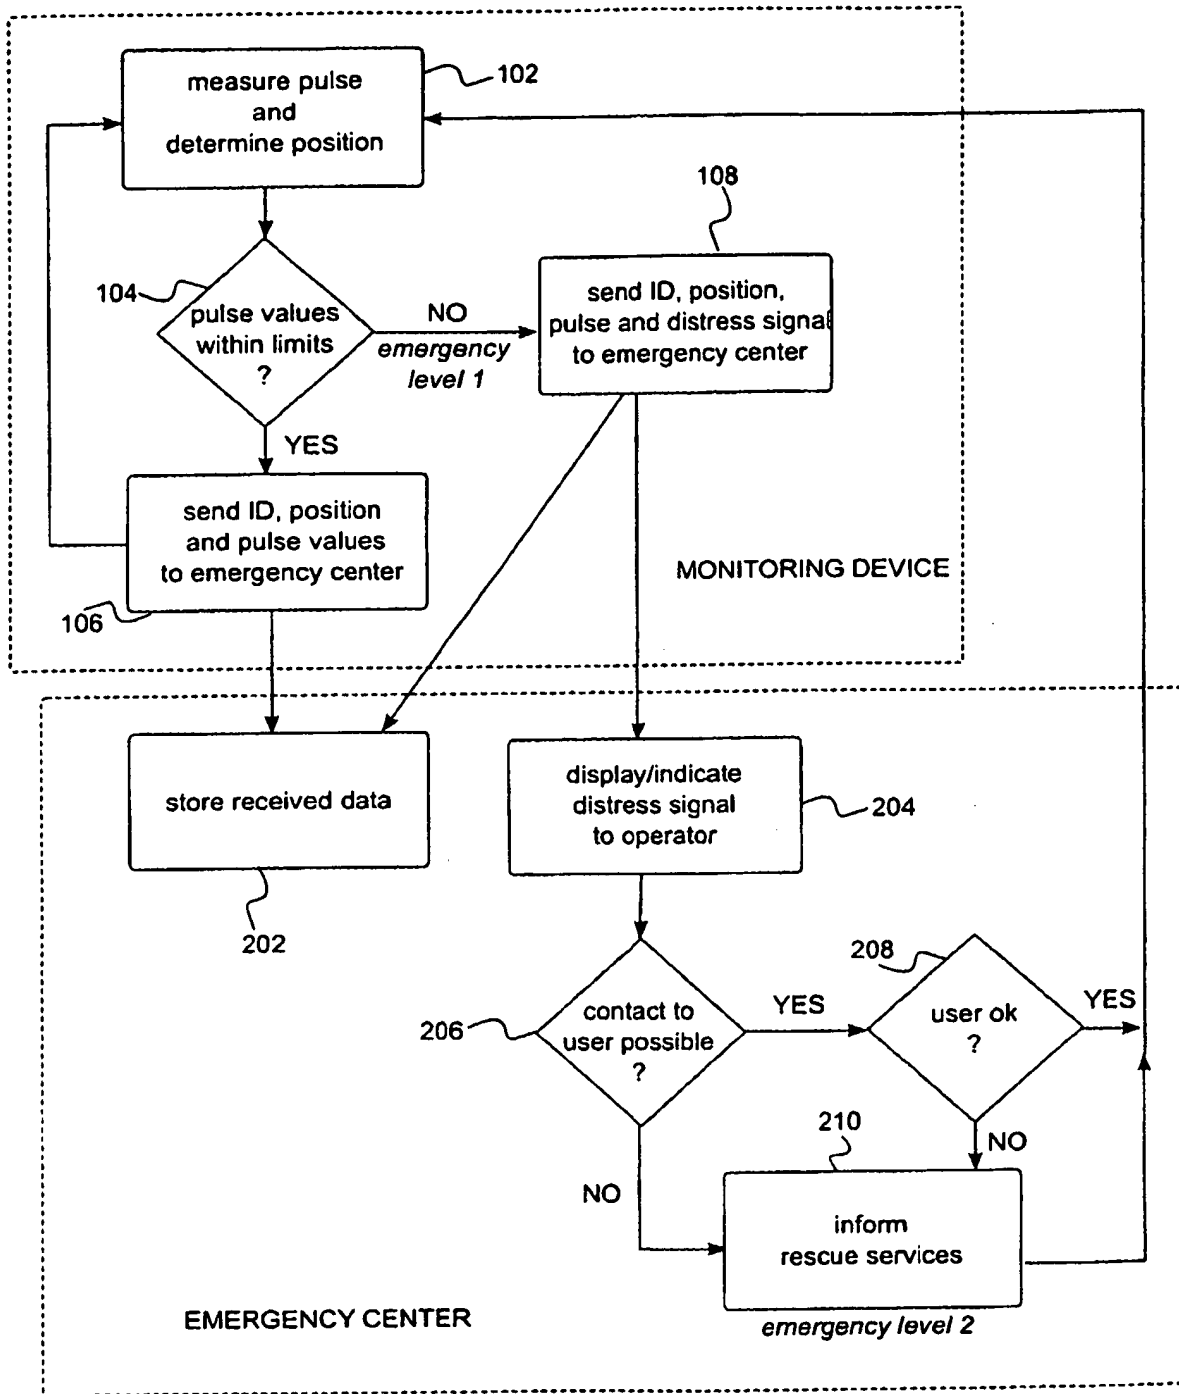 measure pulse
and
determine position
102
108
104
pulse values
within limits
?
NO
emergency
level 1
send ID, position,
pulse and distress signal
to emergency center
YES
send ID, position
and pulse values
to emergency center
106
MONITORING DEVICE
store received data
202
display/indicate
distress signal
to operator
204
206
contact to
user possible
?
YES
208
user ok
?
YES
NO
NO
210
inform
rescue services
emergency level 2
EMERGENCY CENTER